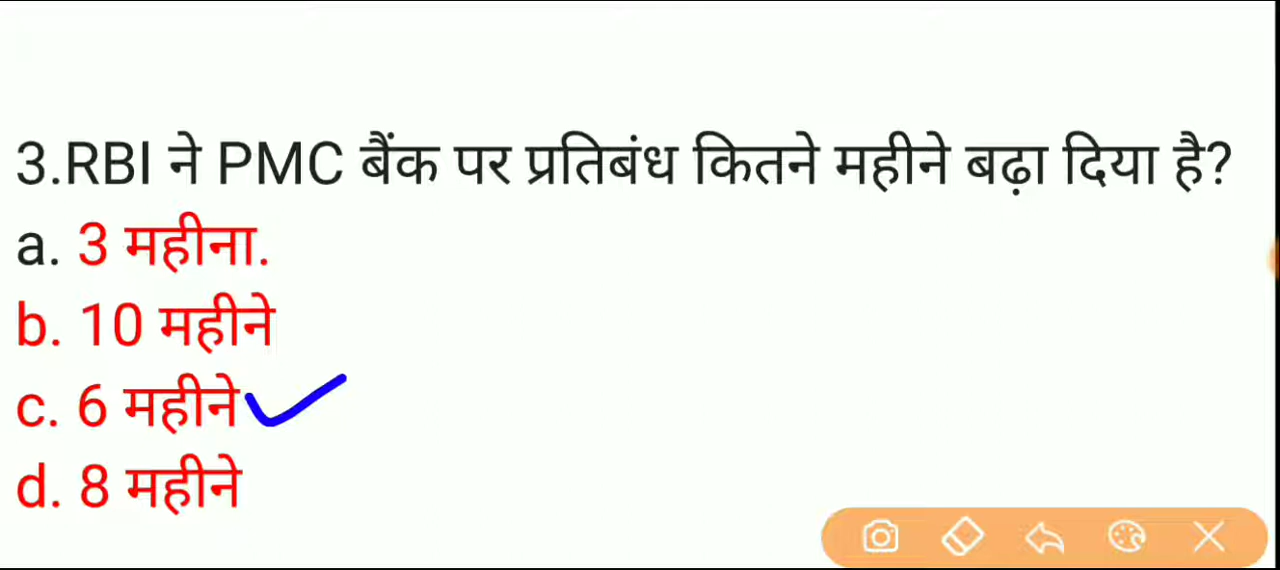 3.RBI ने PMC बैंक पर प्रतिबंध कितने महीने बढ़ा दिया है?
a. 3 महीना.
b. 10 महीने
c. 6 महीने
d. 8 महीने